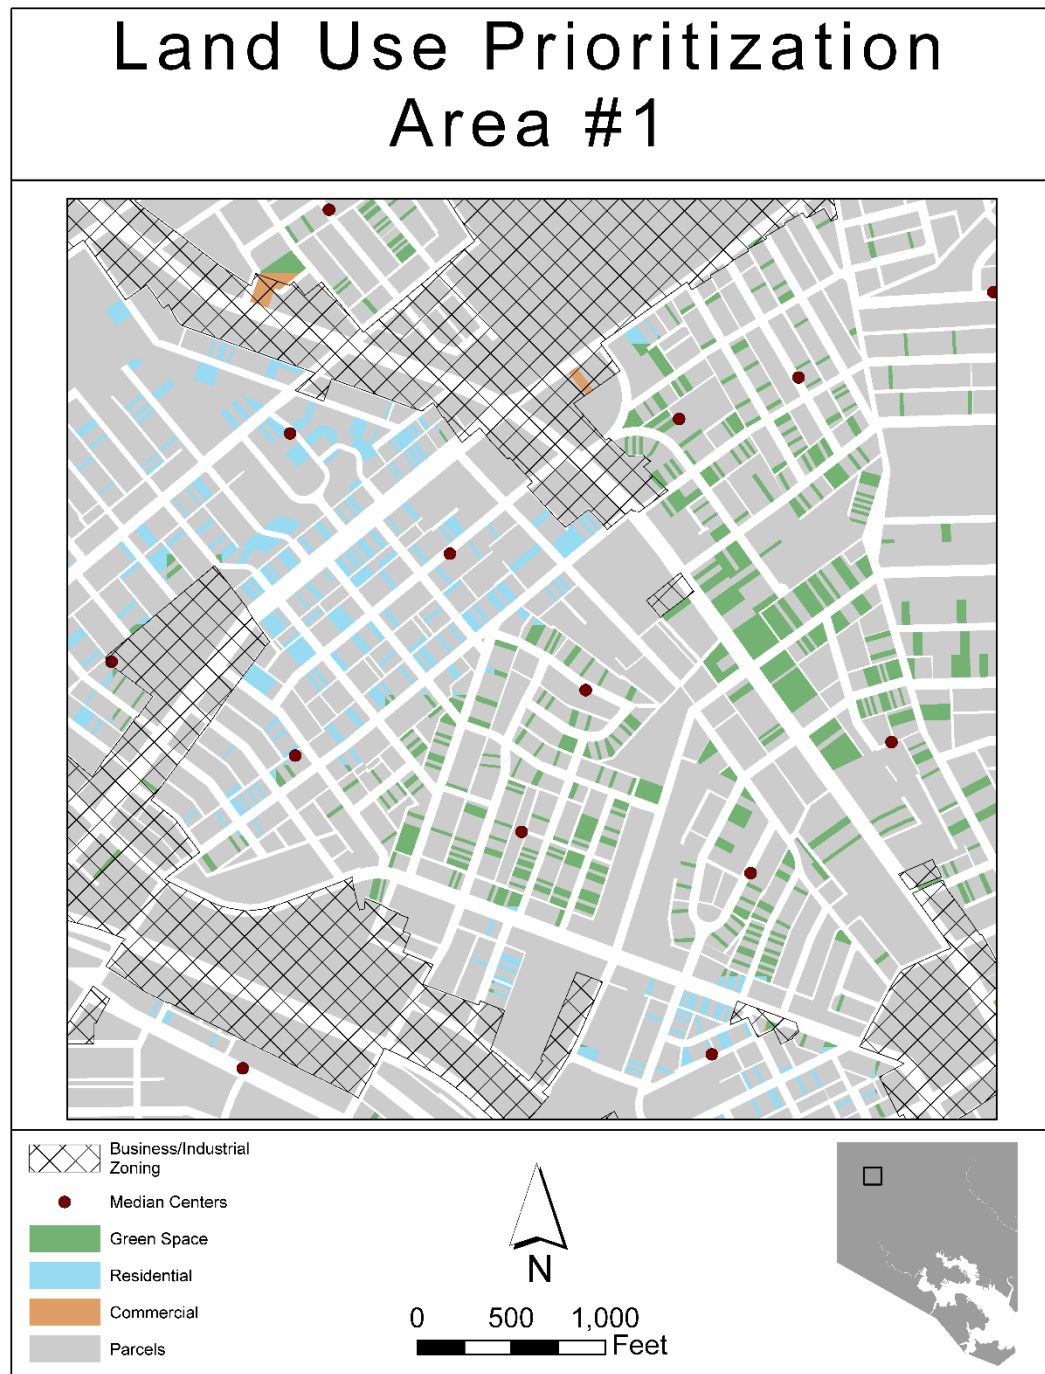 Land Use Prioritization
Area #1
Business/Industrial
Zoning
Median Centers
Green Space
Residential
Commercial
Parcels
N
0 500 1,000
Feet